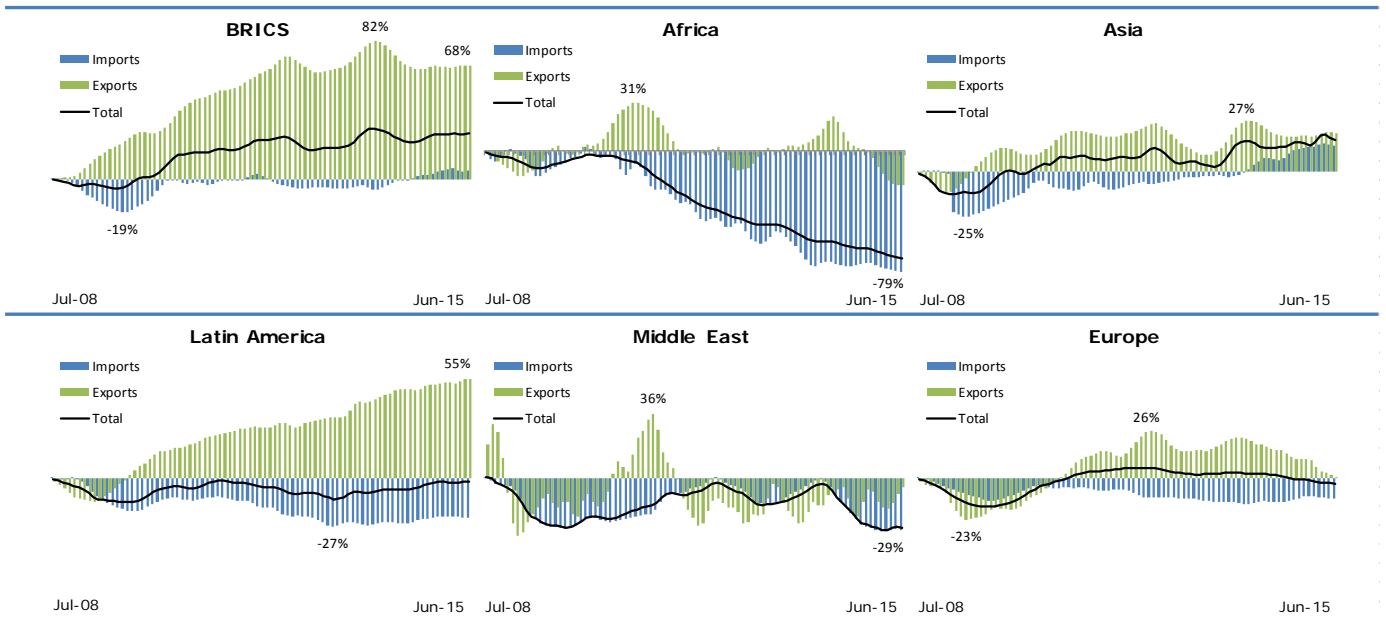 BRICS
Imports
Exports
Total
82%
68%
-19%
Jul-08
Jun-15
Africa
Imports
Exports
Total
31%
-79%
Jul-08
Jun-15
Asia
Imports
Exports
Total
27%
-25%
Jul-08
Jun-15
Latin America
Imports
Exports
Total
55%
-27%
Jul-08
Jun-15
Middle East
Imports
Exports
Total
36%
-29%
Jul-08
Jun-15
Europe
Imports
Exports
Total
26%
-23%
Jul-08
Jun-15